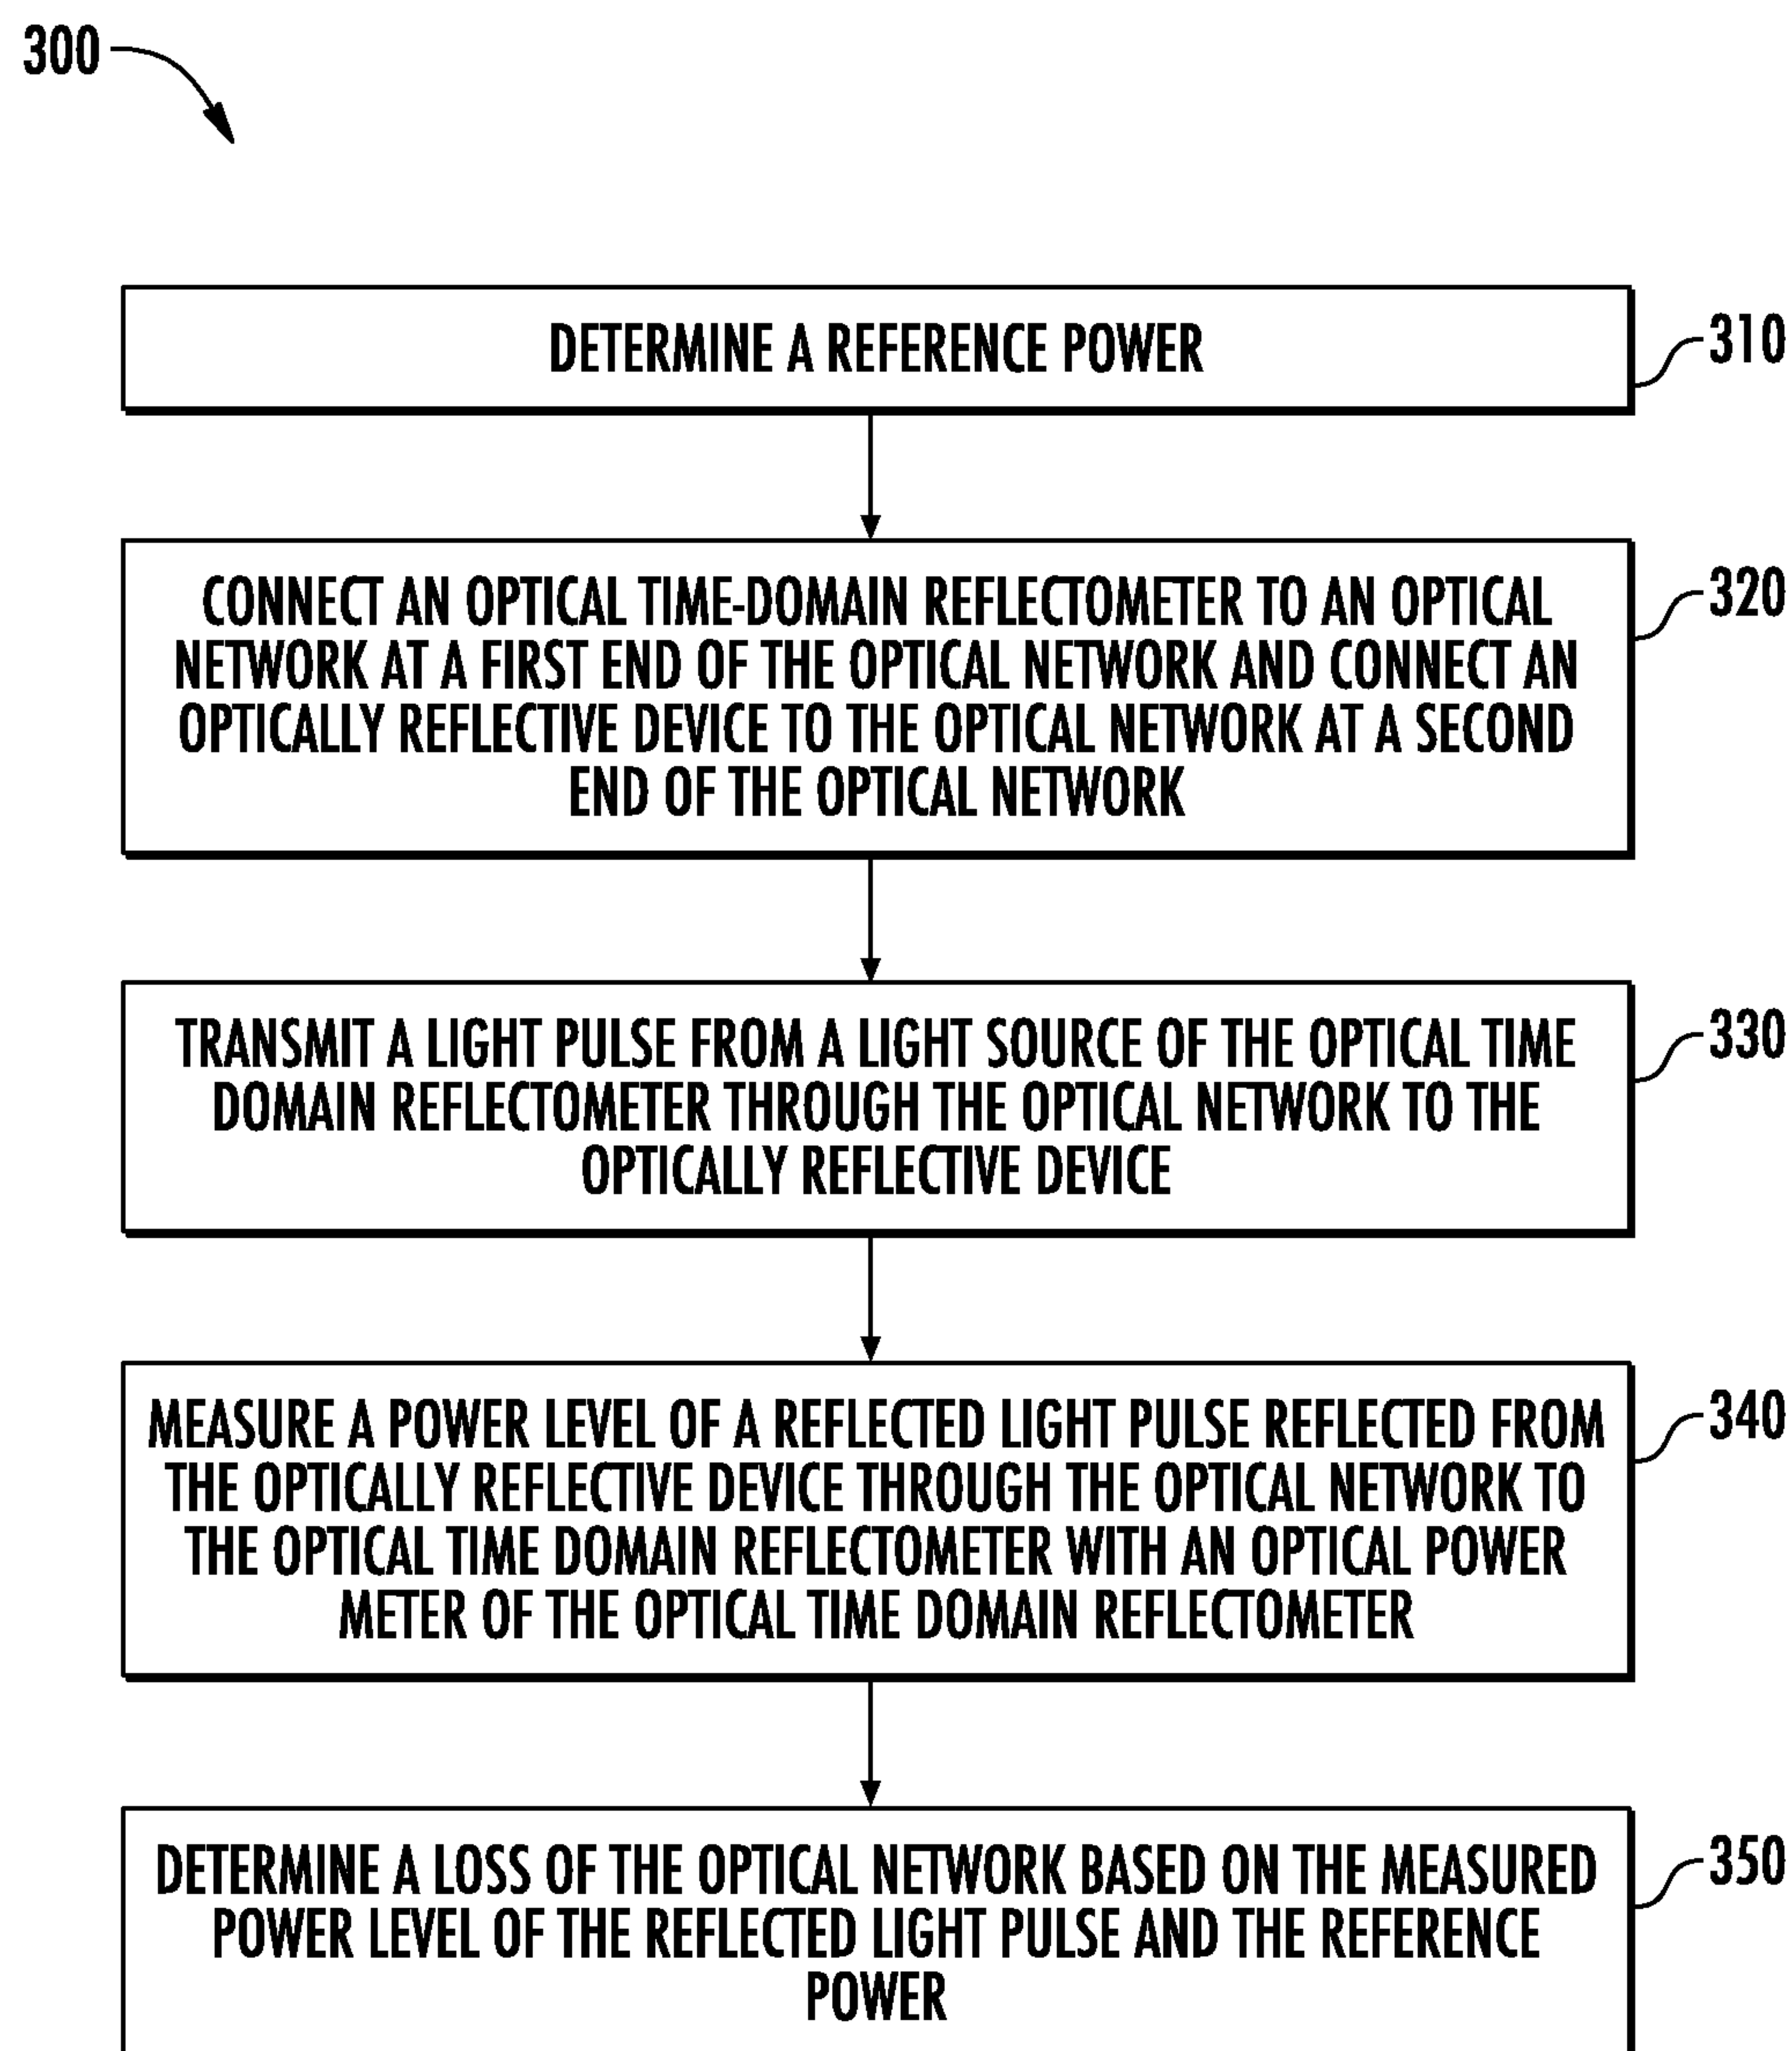 300
DETERMINE A REFERENCE POWER
310
CONNECT AN OPTICAL TIME-DOMAIN REFLECTOMETER TO AN OPTICAL
NETWORK AT A FIRST END OF THE OPTICAL NETWORK AND CONNECT AN
OPTICALLY REFLECTIVE DEVICE TO THE OPTICAL NETWORK AT A SECOND
END OF THE OPTICAL NETWORK
320
TRANSMIT A LIGHT PULSE FROM A LIGHT SOURCE OF THE OPTICAL TIME
DOMAIN REFLECTOMETER THROUGH THE OPTICAL NETWORK TO THE
OPTICALLY REFLECTIVE DEVICE
330
MEASURE A POWER LEVEL OF A REFLECTED LIGHT PULSE REFLECTED FROM
THE OPTICALLY REFLECTIVE DEVICE THROUGH THE OPTICAL NETWORK TO
THE OPTICAL TIME DOMAIN REFLECTOMETER WITH AN OPTICAL POWER
METER OF THE OPTICAL TIME DOMAIN REFLECTOMETER
340
DETERMINE A LOSS OF THE OPTICAL NETWORK BASED ON THE MEASURED
POWER LEVEL OF THE REFLECTED LIGHT PULSE AND THE REFERENCE
POWER
350